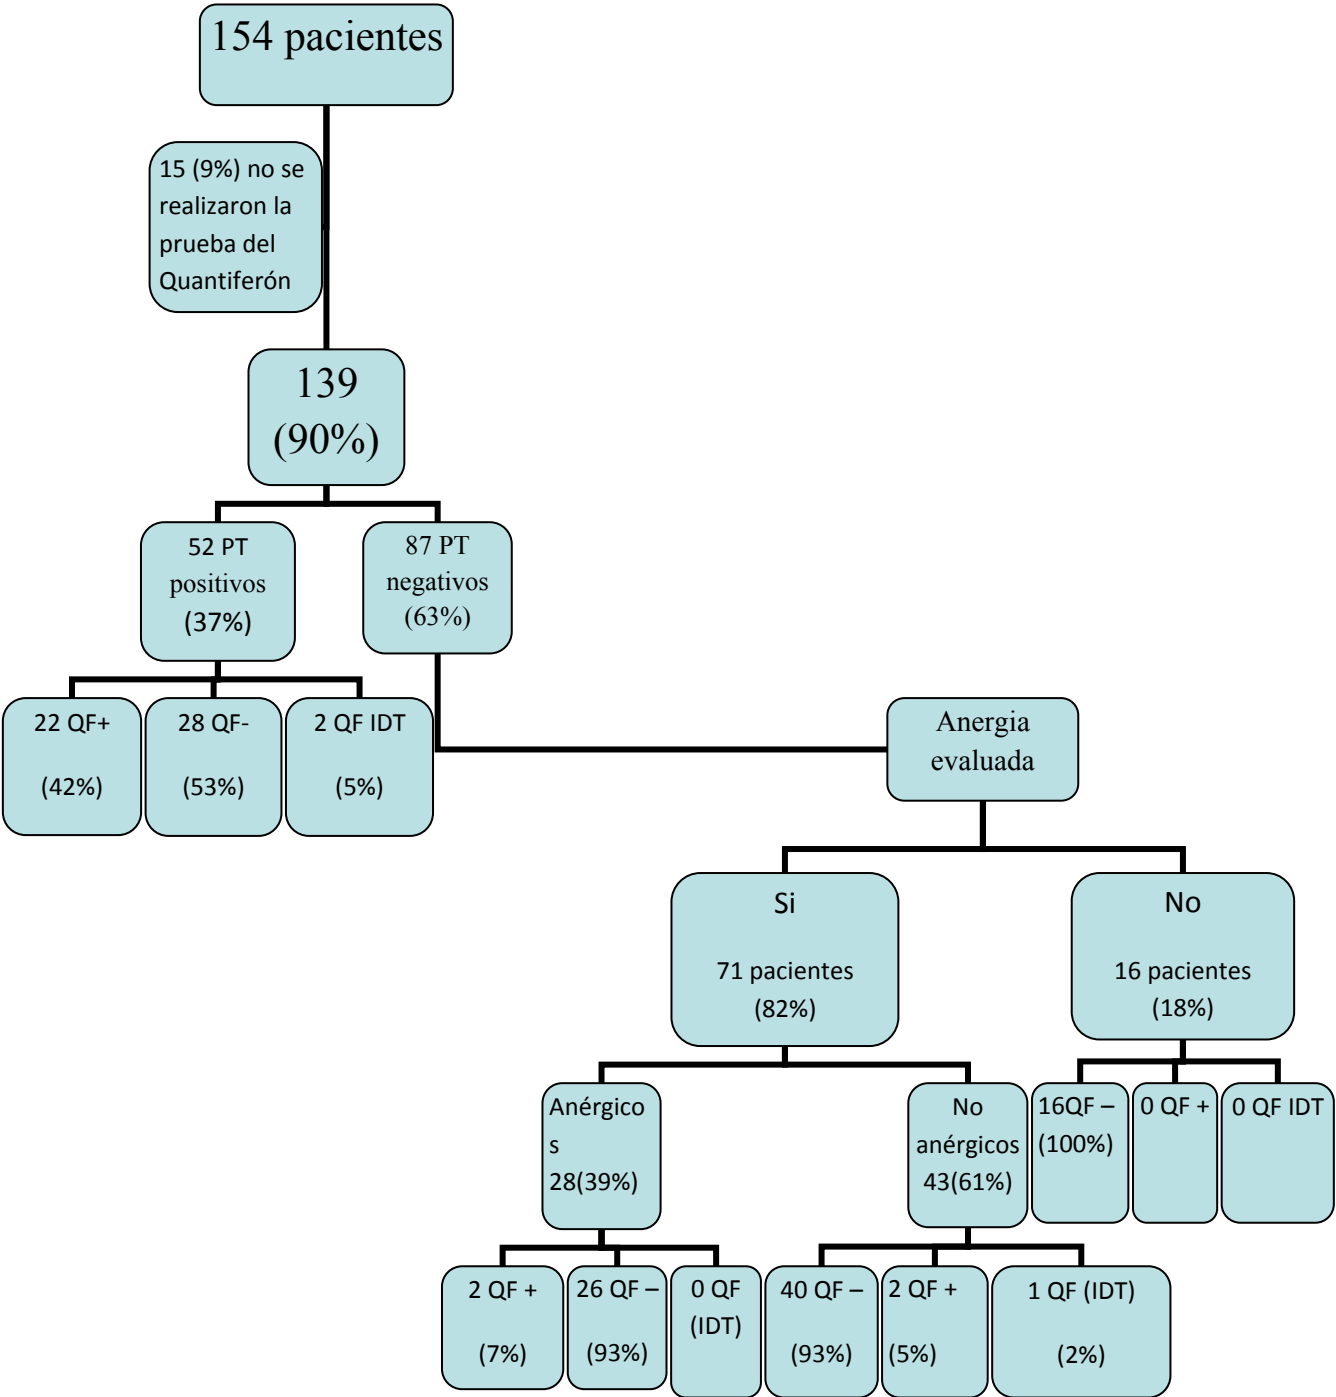 154 pacientes
15 (9%) no se
realizaron la
prueba del
Quantiferón
139
(90%)
52 PT
positivos
(37%)
87 PT
negativos
(63%)
22 QF+
(42%)
28 QF-
(53%)
2 QF IDT
(5%)
Anergia
evaluada
Si
71 pacientes
(82%)
No
16 pacientes
(18%)
Anérgico
s
28(39%)
No
anérgicos
43(61%)
16QF –
(100%)
0 QF +
0 QF IDT
2 QF +
(7%)
26 QF –
(93%)
0 QF
(IDT)
40 QF –
(93%)
2 QF +
(5%)
1 QF (IDT)
(2%)